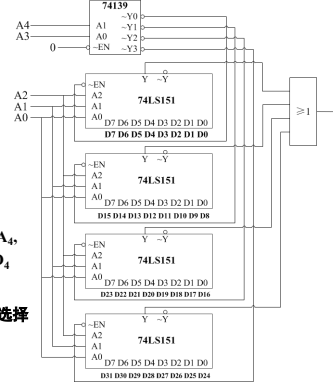 74139
A4 A1 ~Y0
~Y1
A3 A0 ~Y2
0 ~EN ~Y3
Y ~Y
~EN
A2 A2 74LS151
A1 A1
A0 A0 D7 D6 D5 D4 D3 D2 D1 D0
D7 D6 D5 D4 D3 D2 D1 D0
≥1
Y ~Y
~EN
A2 74LS151
A1
A0 D7 D6 D5 D4 D3 D2 D1 D0
D15 D14 D13 D12 D11 D10 D9 D8
A₄,
D₄
选择
Y ~Y
~EN
A2 74LS151
A1
A0 D7 D6 D5 D4 D3 D2 D1 D0
D23 D22 D21 D20 D19 D18 D17 D16
Y ~Y
~EN
A2 74LS151
A1
A0 D7 D6 D5 D4 D3 D2 D1 D0
D31 D30 D29 D28 D27 D26 D25 D24